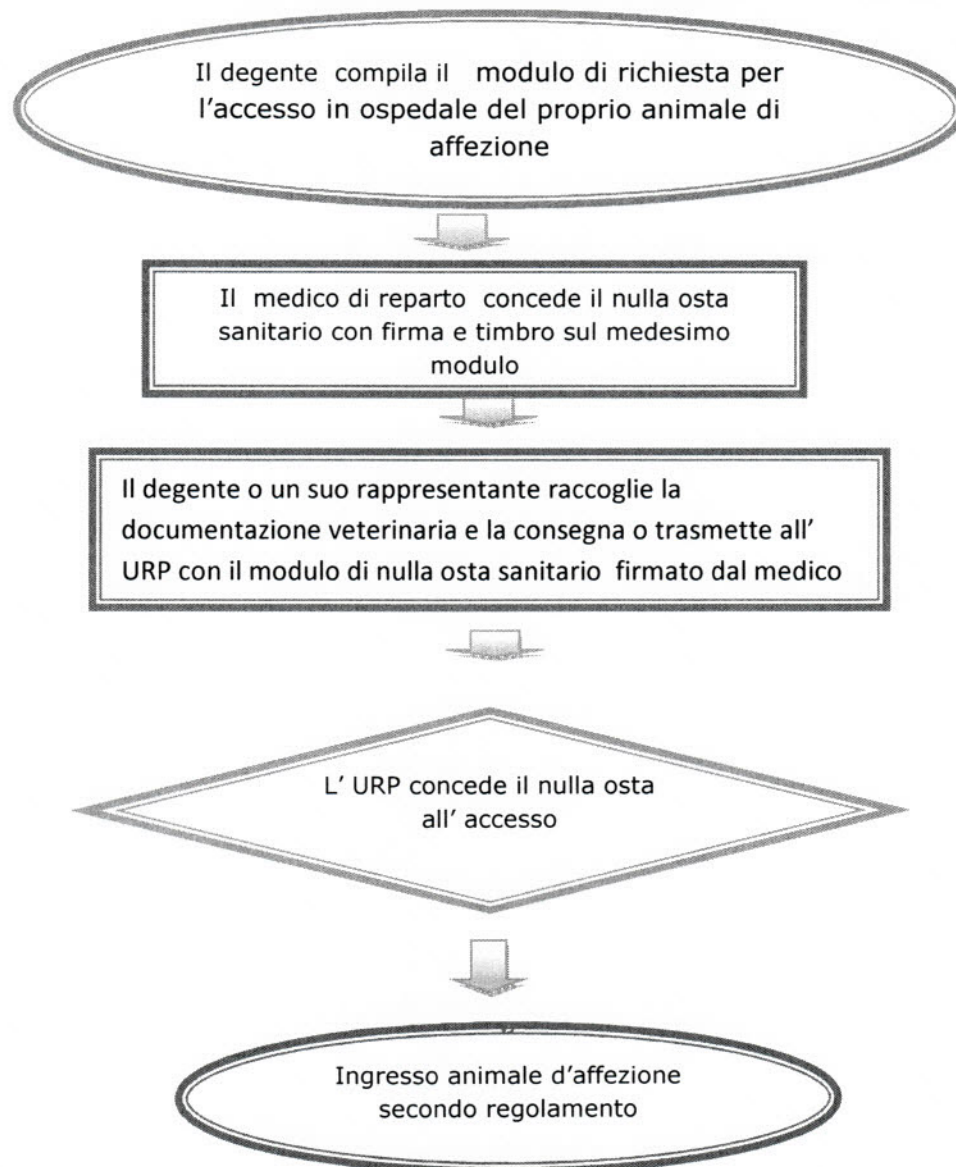 Il degente compila il modulo di richiesta per
l'accesso in ospedale del proprio animale di
affezione
Il medico di reparto concede il nulla osta
sanitario con firma e timbro sul medesimo
modulo
Il degente o un suo rappresentante raccoglie la
documentazione veterinaria e la consegna o trasmette all'
URP con il modulo di nulla osta sanitario firmato dal medico
L' URP concede il nulla osta
all' accesso
Ingresso animale d'affezione
secondo regolamento